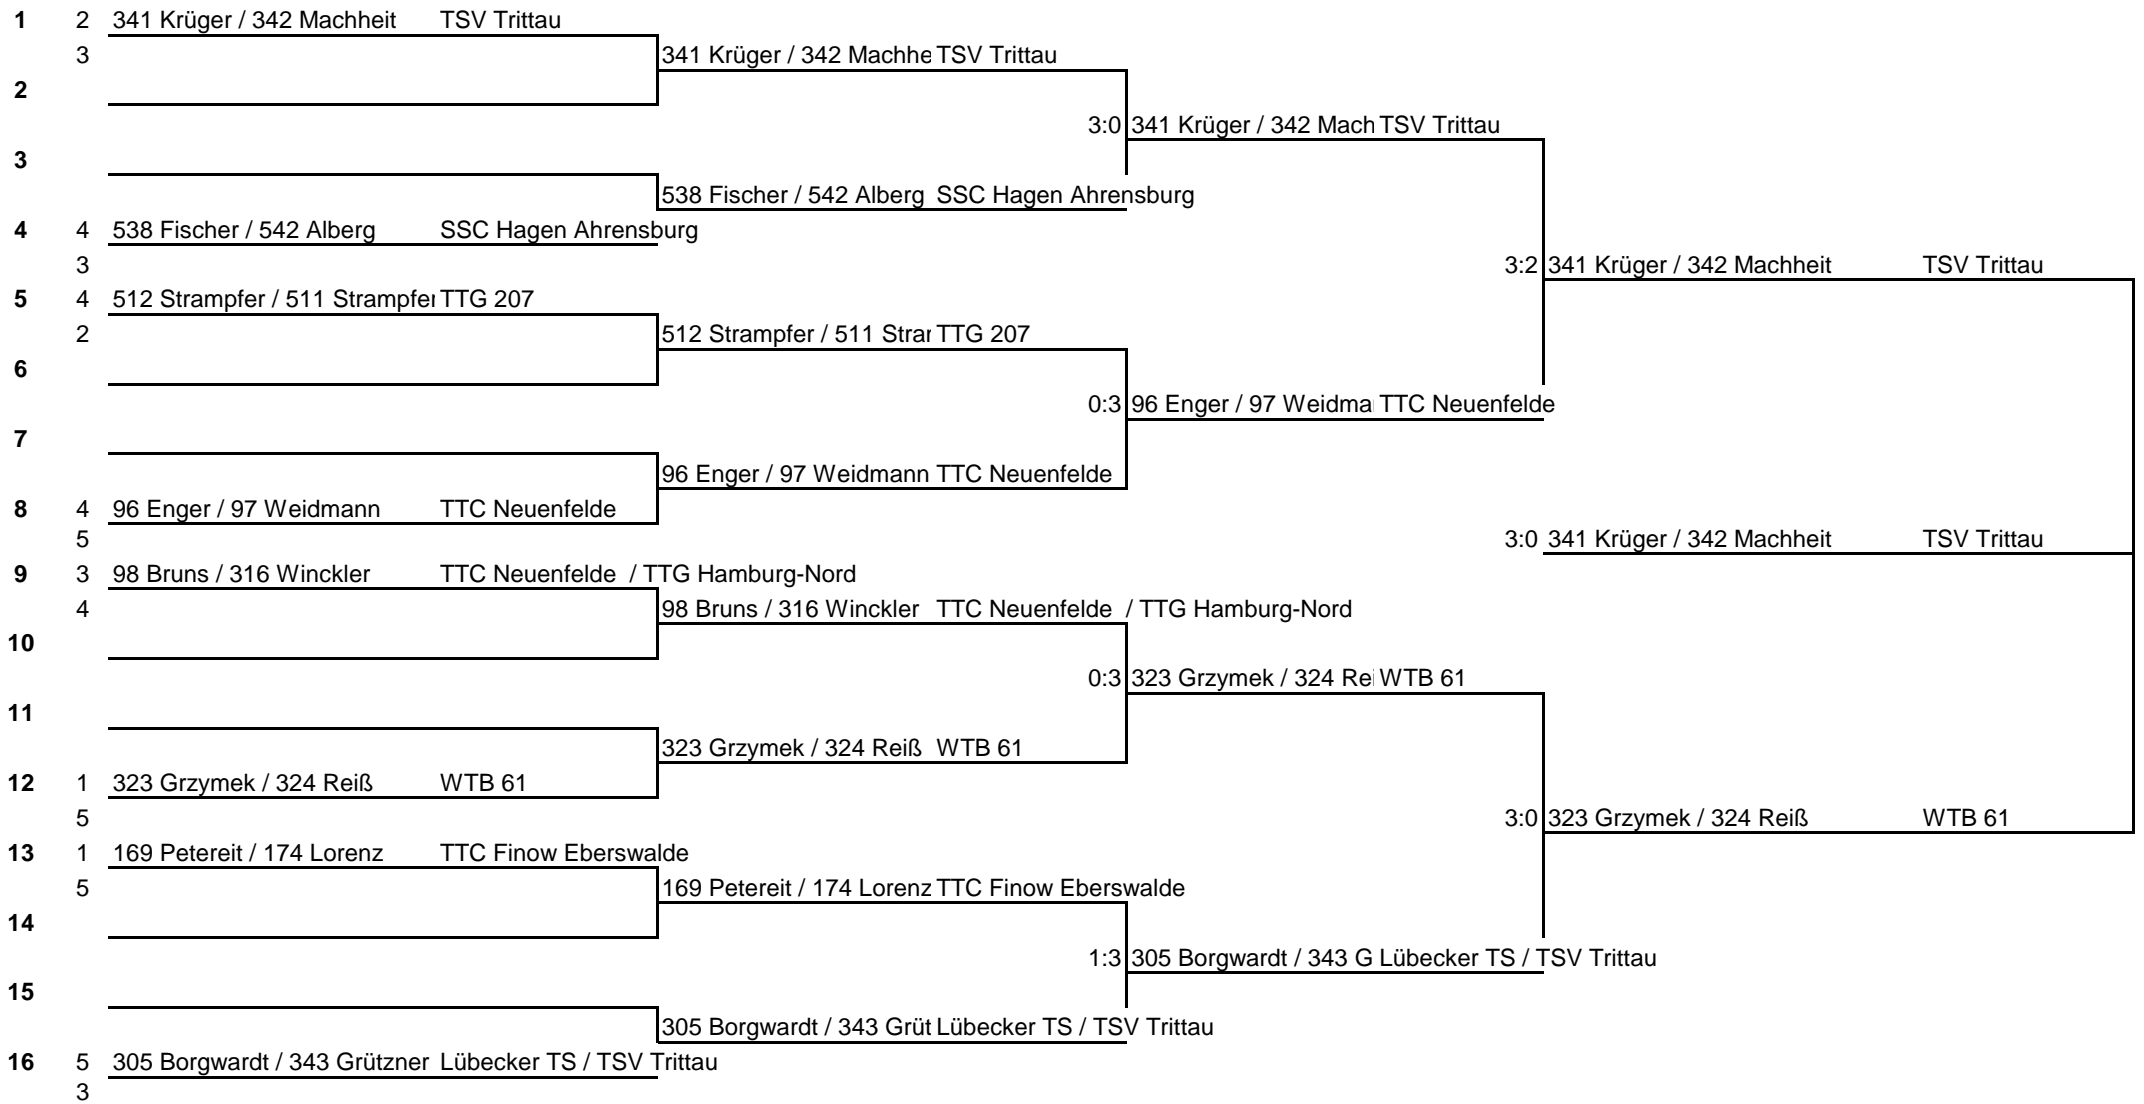 1 2 341 Krüger / 342 Machheit TSV Trittau
3 341 Krüger / 342 Machhe TSV Trittau
2
3:0 341 Krüger / 342 Mach TSV Trittau
3
538 Fischer / 542 Alberg SSC Hagen Ahrensburg
4 4 538 Fischer / 542 Alberg SSC Hagen Ahrensburg
3 3:2 341 Krüger / 342 Machheit TSV Trittau
5 4 512 Strampfer / 511 Strampfer TTG 207
2 512 Strampfer / 511 Strar TTG 207
6
0:3 96 Enger / 97 Weidma TTC Neuenfelde
7
96 Enger / 97 Weidmann TTC Neuenfelde
8 4 96 Enger / 97 Weidmann TTC Neuenfelde
5 3:0 341 Krüger / 342 Machheit TSV Trittau
9 3 98 Bruns / 316 Winckler TTC Neuenfelde / TTG Hamburg-Nord
4 98 Bruns / 316 Winckler TTC Neuenfelde / TTG Hamburg-Nord
10
0:3 323 Grzymek / 324 Rei WTB 61
11
323 Grzymek / 324 Reiß WTB 61
12 1 323 Grzymek / 324 Reiß WTB 61
5 3:0 323 Grzymek / 324 Reiß WTB 61
13 1 169 Petereit / 174 Lorenz TTC Finow Eberswalde
5 169 Petereit / 174 Lorenz TTC Finow Eberswalde
14
1:3 305 Borgwardt / 343 G Lübecker TS / TSV Trittau
15
305 Borgwardt / 343 Grüt Lübecker TS / TSV Trittau
16 5 305 Borgwardt / 343 Grützner Lübecker TS / TSV Trittau
3